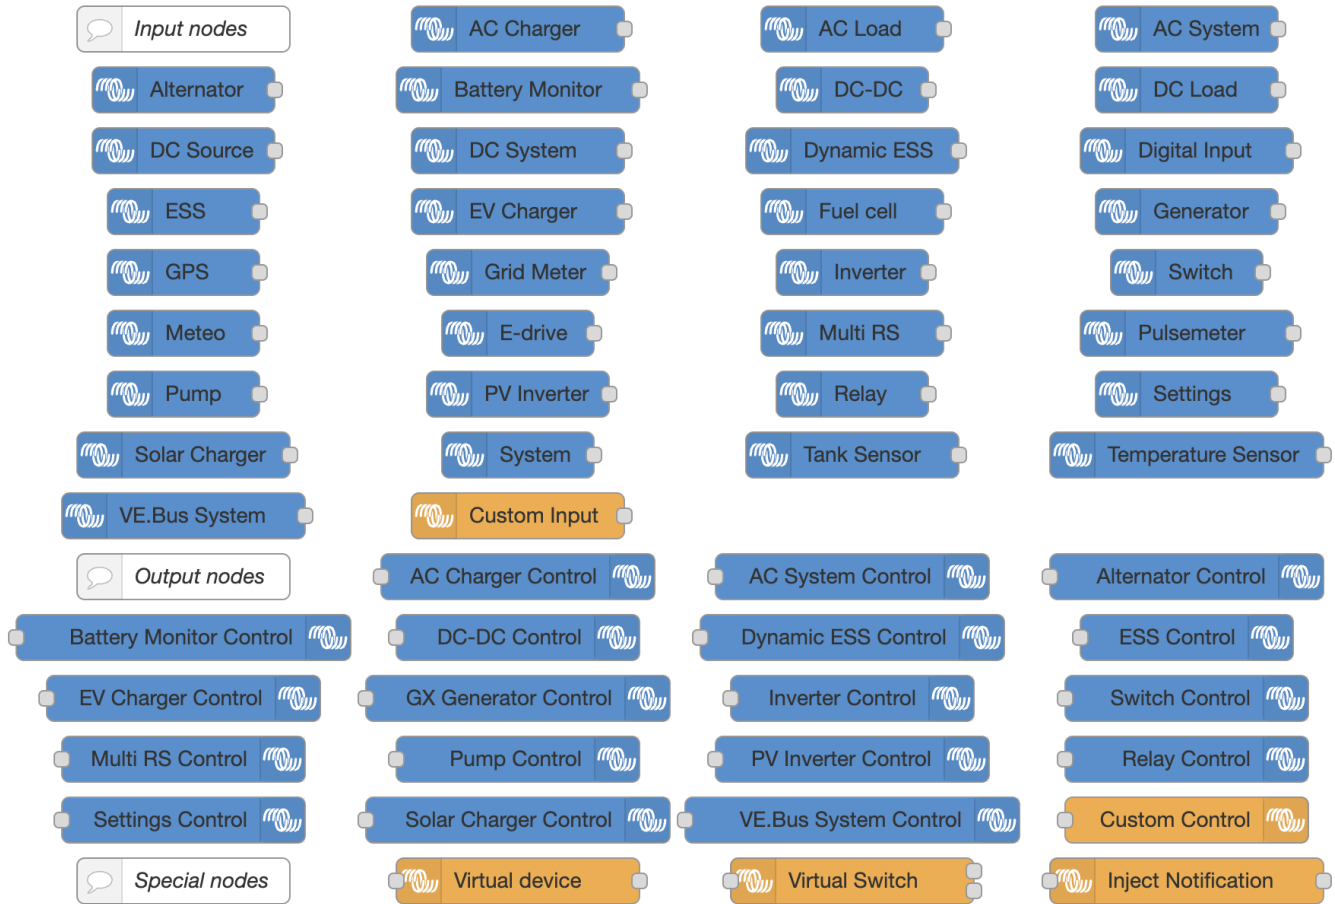 Input nodes
AC Charger
AC Load
AC System
Alternator
Battery Monitor
DC-DC
DC Load
DC Source
DC System
Dynamic ESS
Digital Input
ESS
EV Charger
Fuel cell
Generator
GPS
Grid Meter
Inverter
Switch
Meteo
E-drive
Multi RS
Pulsemeter
Pump
PV Inverter
Relay
Settings
Solar Charger
System
Tank Sensor
Temperature Sensor
VE.Bus System
Custom Input
Output nodes
AC Charger Control
AC System Control
Alternator Control
Battery Monitor Control
DC-DC Control
Dynamic ESS Control
ESS Control
EV Charger Control
GX Generator Control
Inverter Control
Switch Control
Multi RS Control
Pump Control
PV Inverter Control
Relay Control
Settings Control
Solar Charger Control
VE.Bus System Control
Custom Control
Special nodes
Virtual device
Virtual Switch
Inject Notification